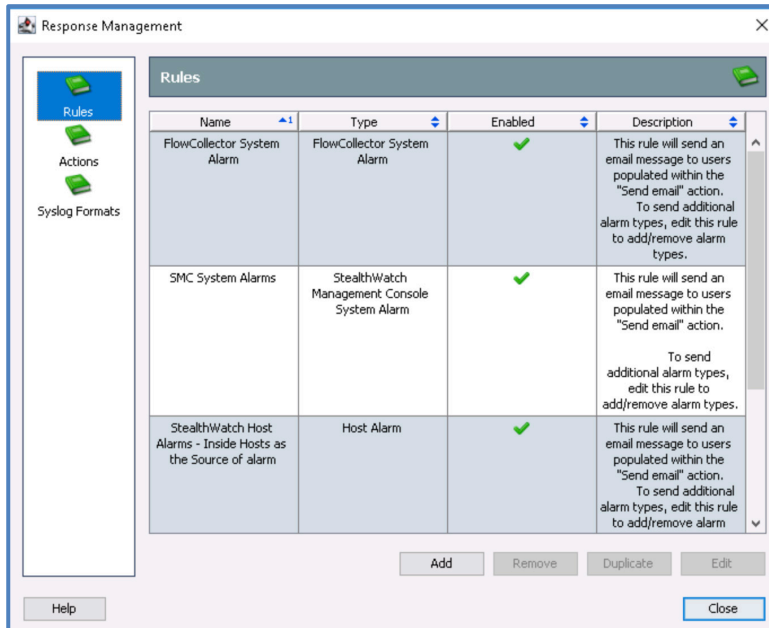 Response Management
Rules
Actions
Syslog Formats
Rules
Name 1 Type Enabled Description
FlowCollector System
Alarm
FlowCollector System
Alarm
This rule will send an
email message to users
populated within the
"Send email" action.
To send additional
alarm types, edit this rule
to add/remove alarm
types.
SMC System Alarms
StealthWatch
Management Console
System Alarm
This rule will send an
email message to users
populated within the
"Send email" action.
To send
additional alarm types,
edit this rule to
add/remove alarm types.
StealthWatch Host
Alarms - Inside Hosts as
the Source of alarm
Host Alarm
This rule will send an
email message to users
populated within the
"Send email" action.
To send additional
alarm types, edit this rule
to add/remove alarm
Add Remove Duplicate Edit
Help Close